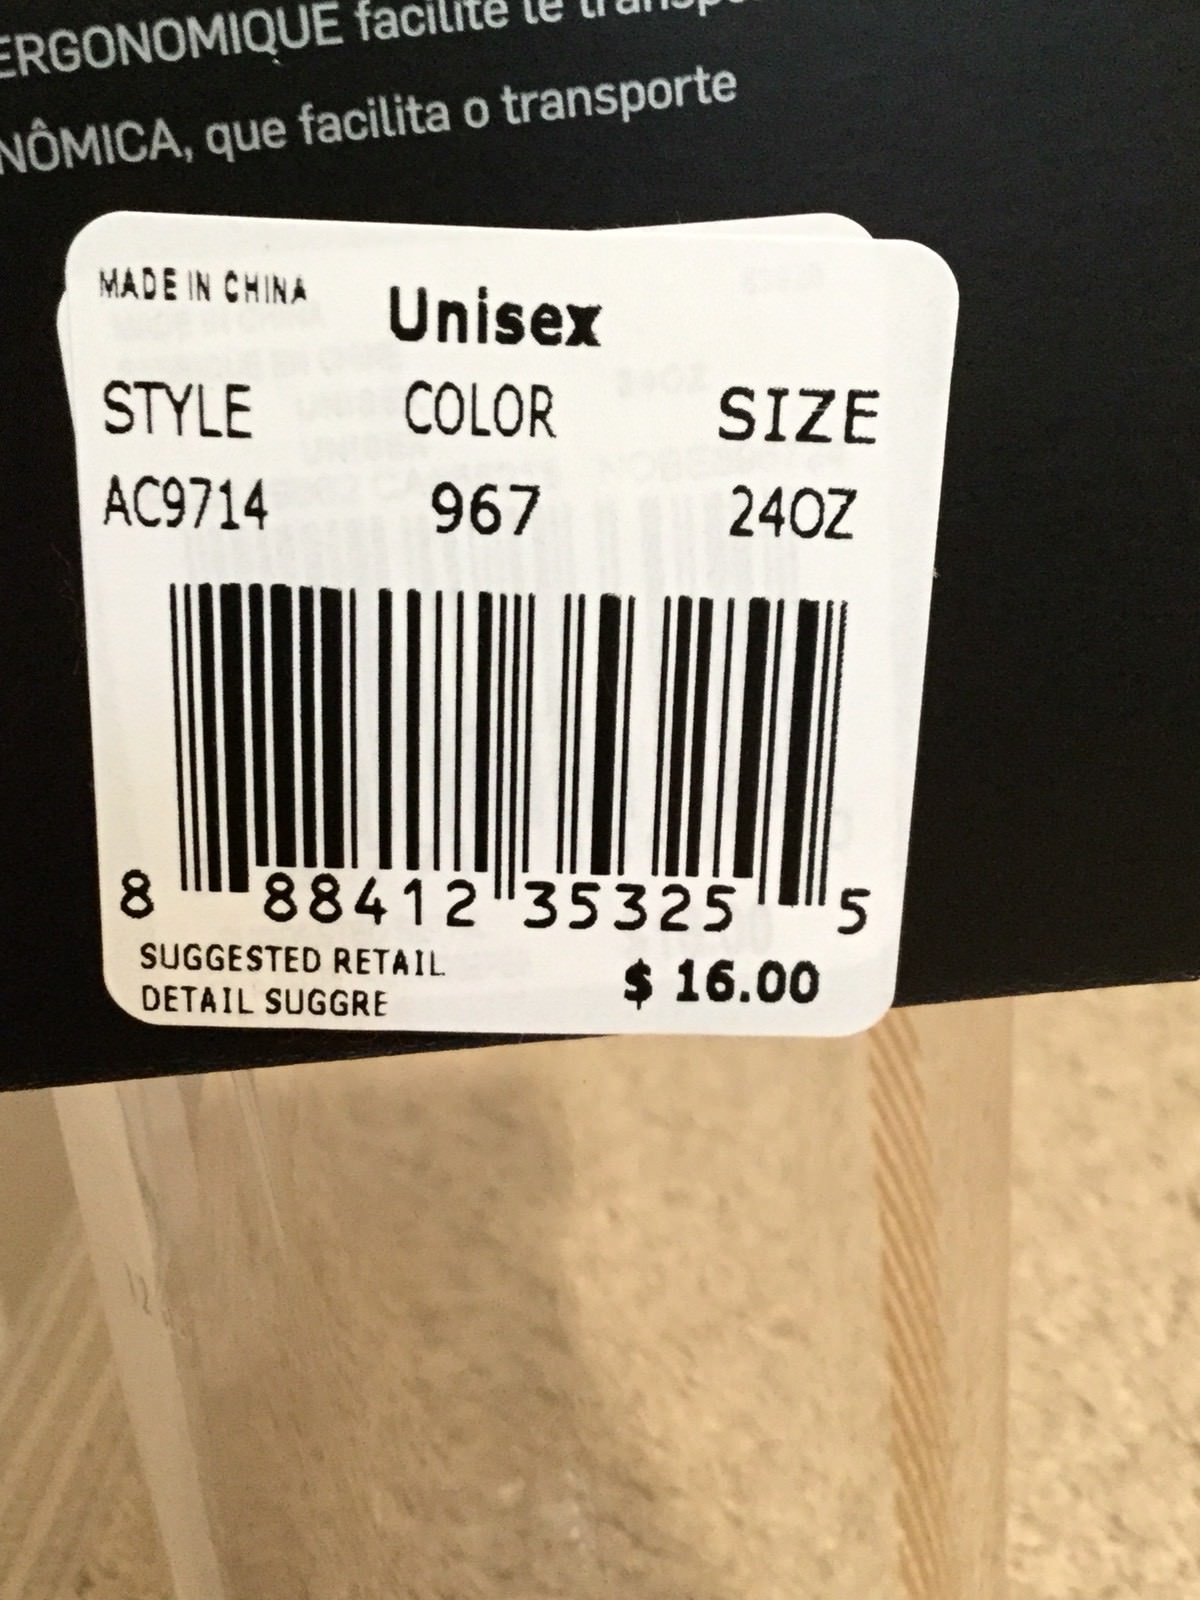 ERGONOMIQUE facilite le
NÔMICA, que facilita o transporte
MADE IN CHINA
Unisex
STYLE COLOR SIZE
AC9714 967 24OZ
8 88412 35325 5
SUGGESTED RETAIL
DETAIL SUGGRE
$ 16.00